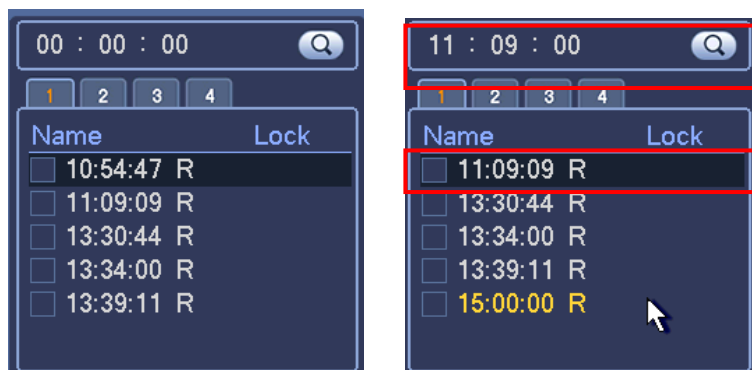 00 : 00 : 00
1 2 3 4
Name Lock
10:54:47 R
11:09:09 R
13:30:44 R
13:34:00 R
13:39:11 R
11 : 09 : 00
1 2 3 4
Name Lock
11:09:09 R
13:30:44 R
13:34:00 R
13:39:11 R
15:00:00 R